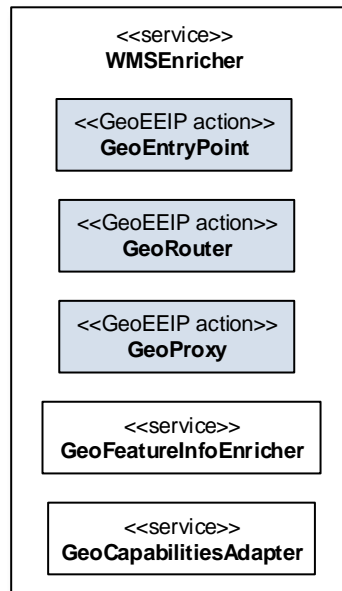 <<service>>
WMSEnricher
<<GeoEEIP action>>
GeoEntryPoint
<<GeoEEIP action>>
GeoRouter
<<GeoEEIP action>>
GeoProxy
<<service>>
GeoFeatureInfoEnricher
<<service>>
GeoCapabilitiesAdapter